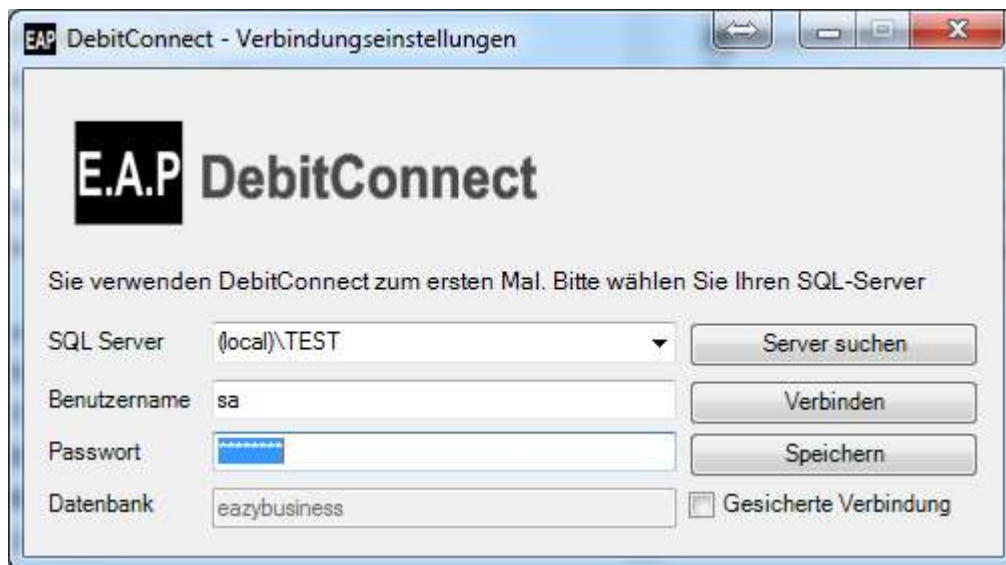 EAP DebitConnect - Verbindungseinstellungen
E.A.P DebitConnect
Sie verwenden DebitConnect zum ersten Mal. Bitte wählen Sie Ihren SQL-Server
SQL Server (local)\TEST Server suchen
Benutzername sa Verbinden
Passwort ******** Speichern
Datenbank eazybusiness Gesicherte Verbindung